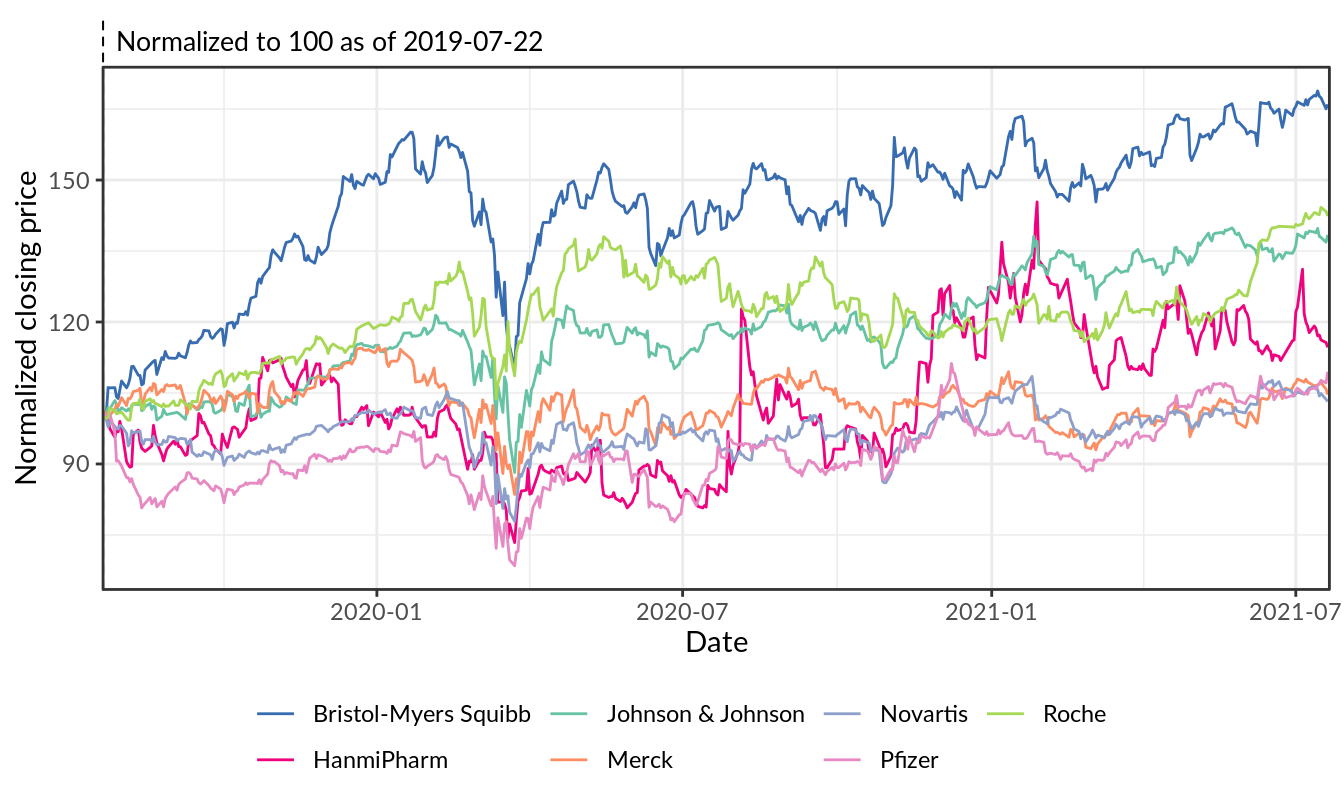 Normalized to 100 as of 2019-07-22
Normalized closing price
150
120
90
2020-01
2020-07
2021-01
2021-07
Date
Bristol-Myers Squibb
Johnson & Johnson
Novartis
Roche
HanmiPharm
Merck
Pfizer